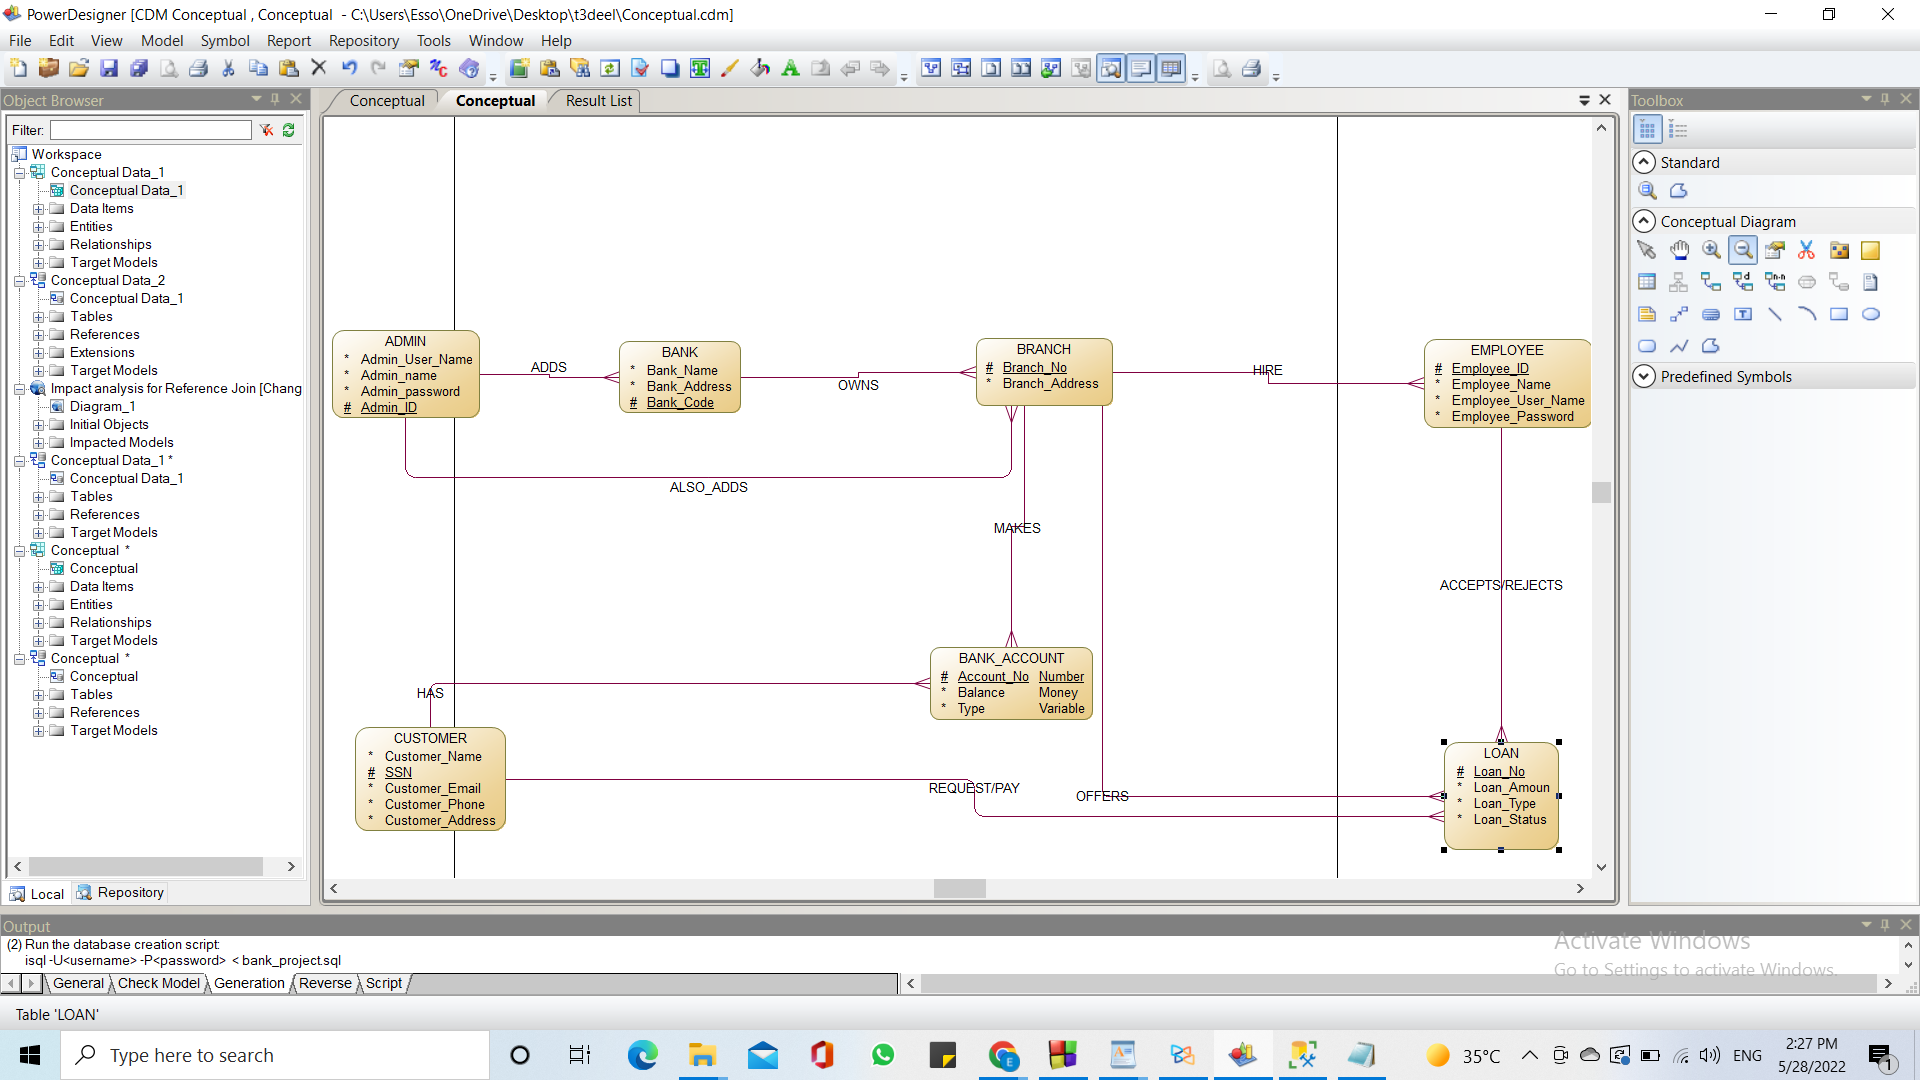 PowerDesigner [CDM Conceptual , Conceptual - C:\Users\Esso\OneDrive\Desktop\t3deel\Conceptual.cdm]
File Edit View Model Symbol Report Repository Tools Window Help
Object Browser
Filter:
Workspace
Conceptual Data_1
Conceptual Data_1
Data Items
Entities
Relationships
Target Models
Conceptual Data_2
Conceptual Data_1
Tables
References
Extensions
Target Models
Impact analysis for Reference Join [Chang
Diagram_1
Initial Objects
Impacted Models
Conceptual Data_1 *
Conceptual Data_1
Tables
References
Target Models
Conceptual *
Conceptual
Data Items
Entities
Relationships
Target Models
Conceptual *
Conceptual
Tables
References
Target Models
Local Repository
Conceptual Conceptual Result List
ADMIN
* Admin_User_Name
* Admin_name
* Admin_password
# Admin_ID
ADDS
BANK
* Bank_Name
* Bank_Address
# Bank_Code
OWNS
BRANCH
# Branch_No
* Branch_Address
HIRE
EMPLOYEE
# Employee_ID
* Employee_Name
* Employee_User_Name
* Employee_Password
ALSO_ADDS
MAKES
ACCEPTS/REJECTS
BANK_ACCOUNT
# Account_No Number
* Balance Money
* Type Variable
HAS
CUSTOMER
* Customer_Name
# SSN
* Customer_Email
* Customer_Phone
* Customer_Address
REQUEST/PAY
OFFERS
LOAN
# Loan_No
* Loan_Amoun
* Loan_Type
* Loan_Status
Toolbox
Standard
Conceptual Diagram
Predefined Symbols
Output
(2) Run the database creation script:
isql -U<username> -P<password> < bank_project.sql
General Check Model Generation Reverse Script
Activate Windows
Go to Settings to activate Windows.
Table 'LOAN'
Type here to search
35°C
ENG
2:27 PM
5/28/2022
1